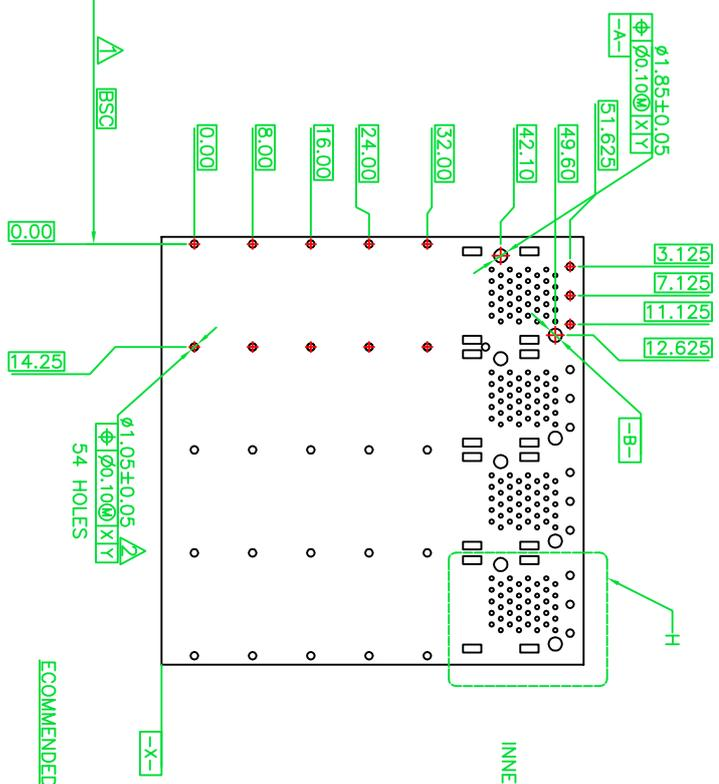 ø1.85±0.05
⌖ Ø0.10Ⓜ X Y
-A-
51.625
49.60
42.10
32.00
24.00
16.00
8.00
0.00
1
BSC
0.00
14.25
3.125
7.125
11.125
12.625
-B-
H
ø1.05±0.05
⌖ Ø0.10Ⓜ X Y
2
54 HOLES
-X-
ECOMMENDED
INNE